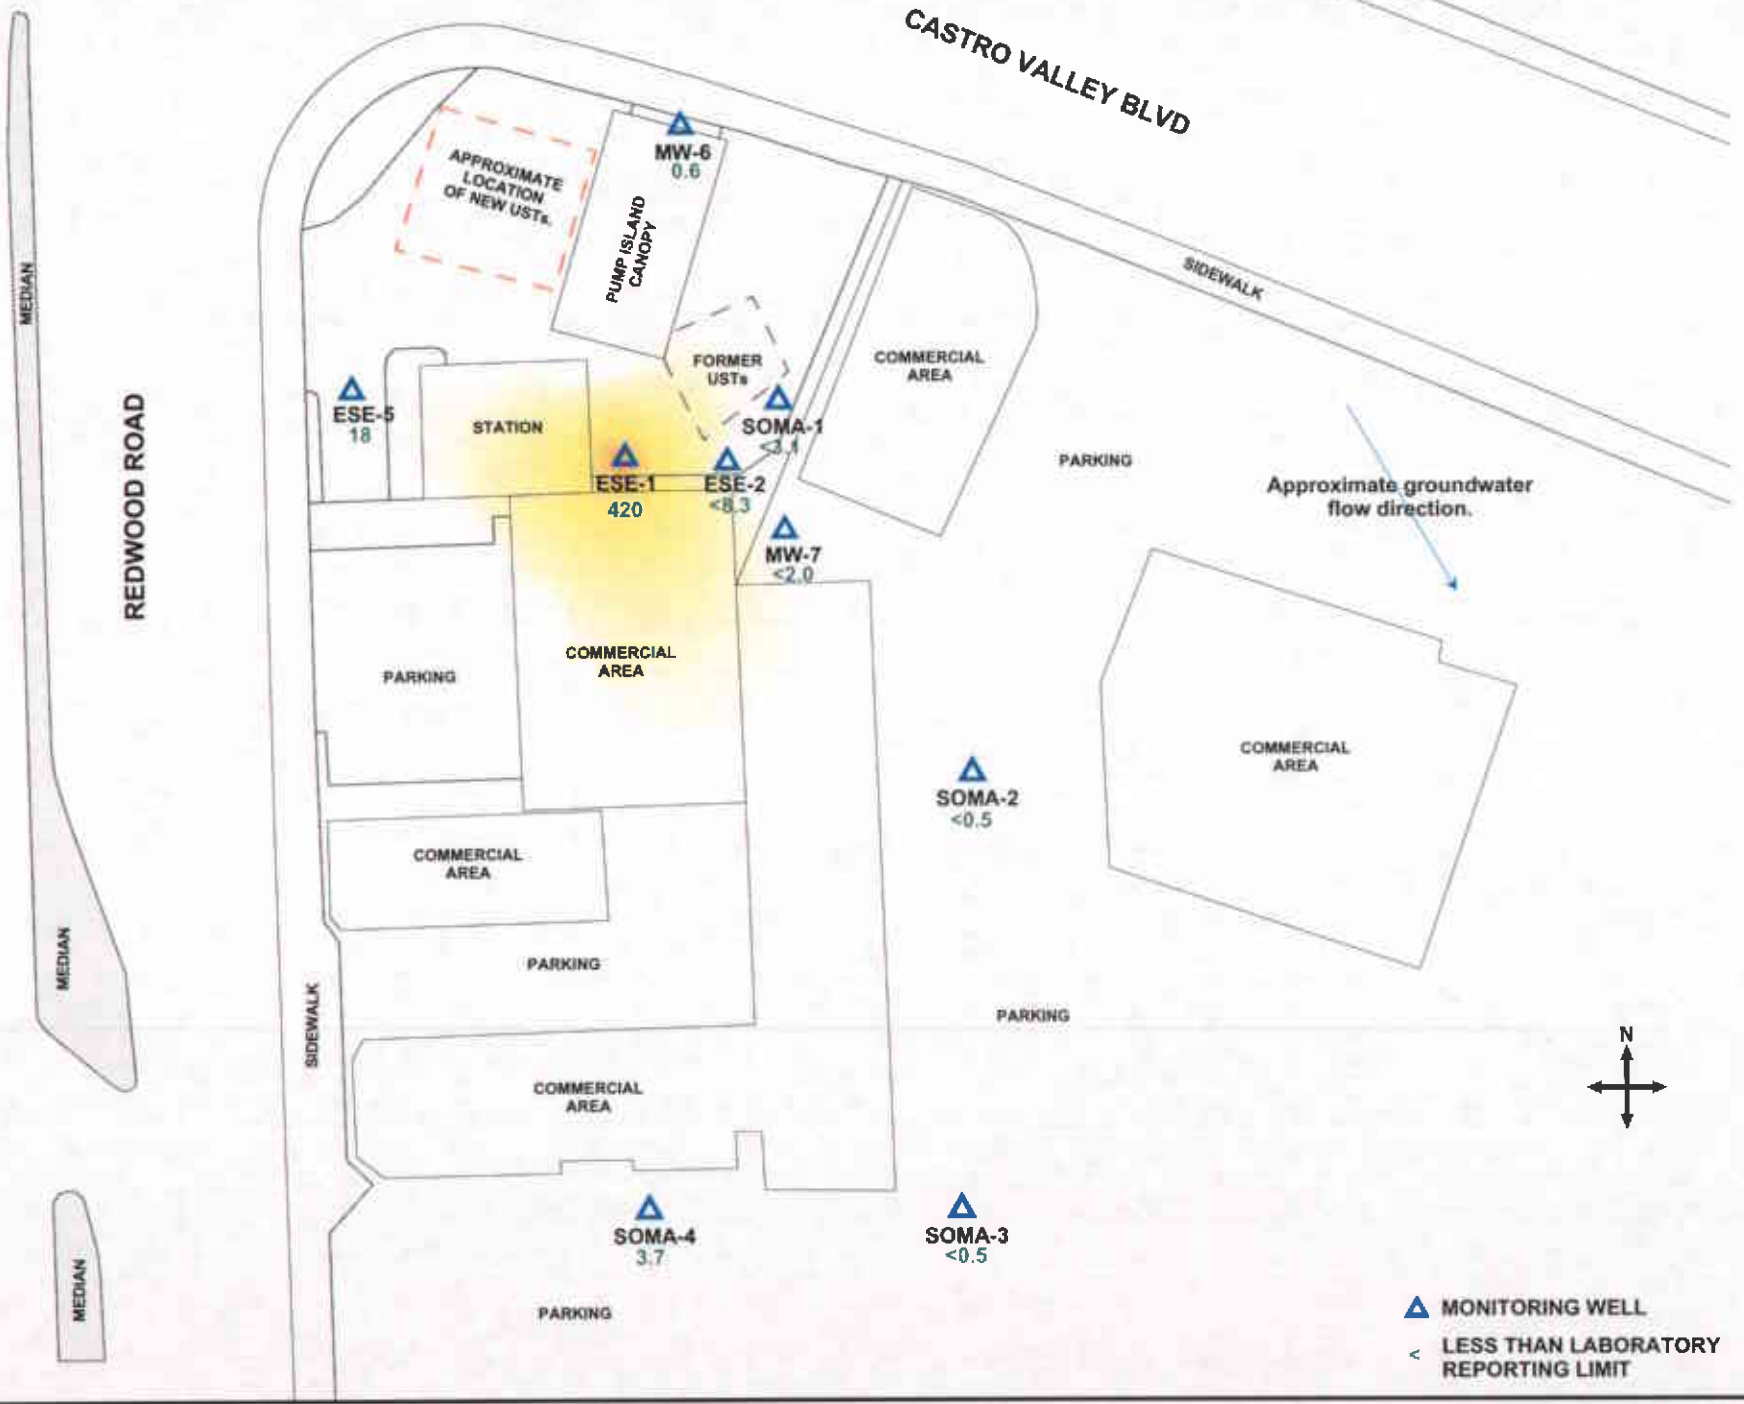 CASTRO VALLEY BLVD
MW-6
0.6
APPROXIMATE
LOCATION
OF NEW USTs.
PUMP ISLAND
CANOPY
MEDIAN
SIDEWALK
FORMER
USTs
COMMERCIAL
AREA
ESE-5
18
STATION
SOMA-1
<3.1
REDWOOD ROAD
PARKING
ESE-1
420
ESE-2
<8.3
Approximate groundwater
flow direction.
MW-7
<2.0
COMMERCIAL
AREA
PARKING
COMMERCIAL
AREA
SOMA-2
<0.5
COMMERCIAL
AREA
MEDIAN
PARKING
SIDEWALK
PARKING
N
COMMERCIAL
AREA
SOMA-4
3.7
SOMA-3
<0.5
MEDIAN
PARKING
MONITORING WELL
< LESS THAN LABORATORY
REPORTING LIMIT